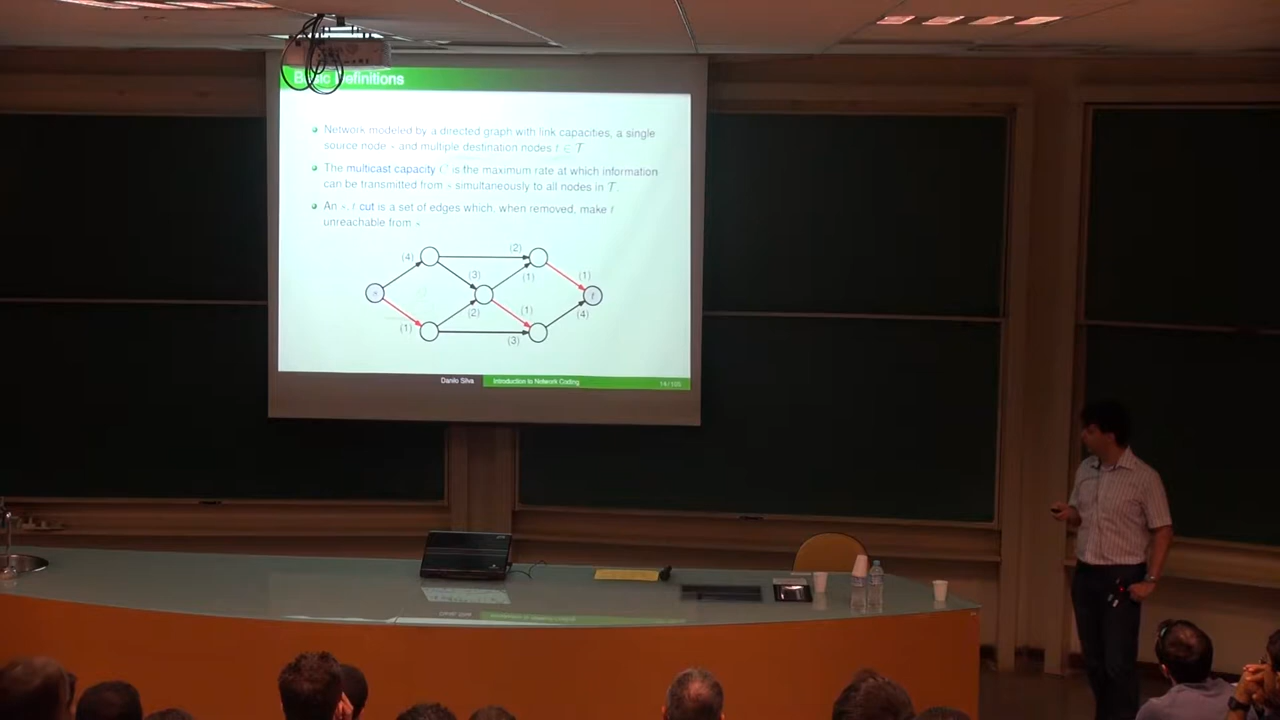 Basic Definitions
Network modeled by a directed graph with link capacities, a single
source node s and multiple destination nodes t ∈ T
The multicast capacity C is the maximum rate at which information
can be transmitted from s simultaneously to all nodes in T.
An s, t cut is a set of edges which, when removed, make t
unreachable from s
(4) (2)
(3) (1) (1)
s t
(1) (2) (1) (4)
(3)
Danilo Silva Introduction to Network Coding 14 / 105